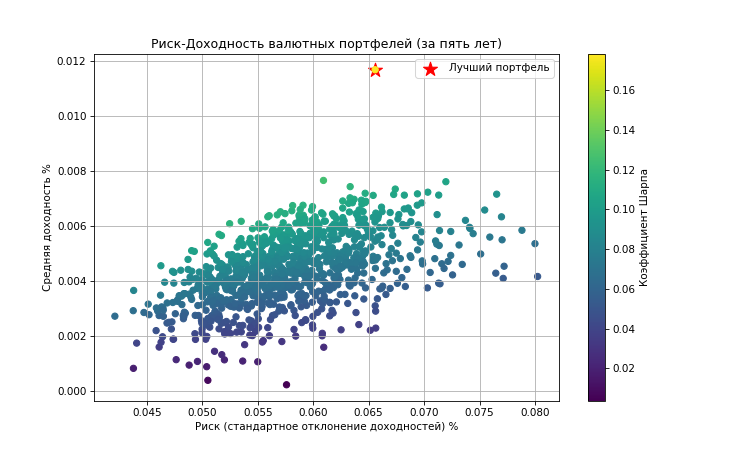 Риск-Доходность валютных портфелей (за пять лет)
Лучший портфель
0.012
0.010
0.008
0.006
0.004
0.002
0.000
Средняя доходность %
0.045 0.050 0.055 0.060 0.065 0.070 0.075 0.080
Риск (стандартное отклонение доходностей) %
0.16
0.14
0.12
0.10
0.08
0.06
0.04
0.02
Коэффициент Шарпа